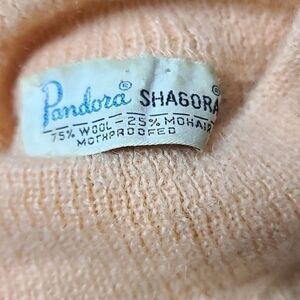 Pandora® SHAGORA®
75% WOOL - 25% MOHAIR
MOTHPROOFED